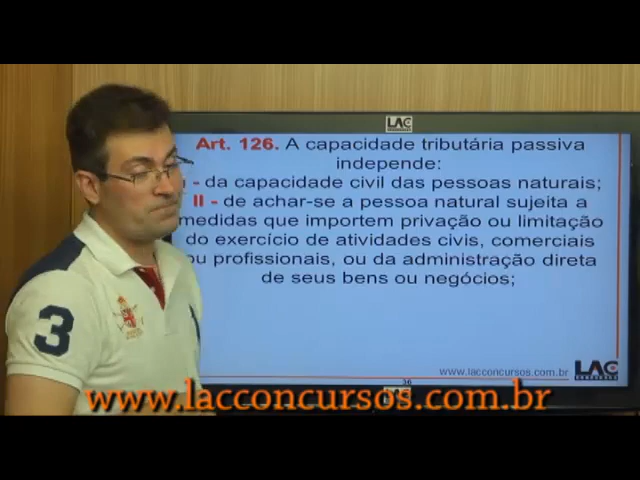 LAC
Art. 126. A capacidade tributária passiva
independe:
- da capacidade civil das pessoas naturais;
II - de achar-se a pessoa natural sujeita a
medidas que importem privação ou limitação
do exercício de atividades civis, comerciais
ou profissionais, ou da administração direta
de seus bens ou negócios;
3
www.lacconcursos.com.br
LAC
CONCURSOS
36
www.lacconcursos.com.br
LAC